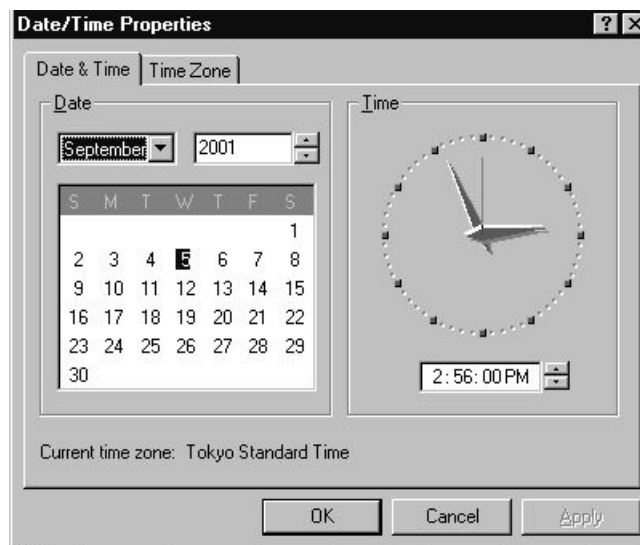 Date/Time Properties
Date & Time Time Zone
Date
September 2001
S M T W T F S
1
2 3 4 5 6 7 8
9 10 11 12 13 14 15
16 17 18 19 20 21 22
23 24 25 26 27 28 29
30
Time
2:56:00 PM
Current time zone: Tokyo Standard Time
OK Cancel Apply